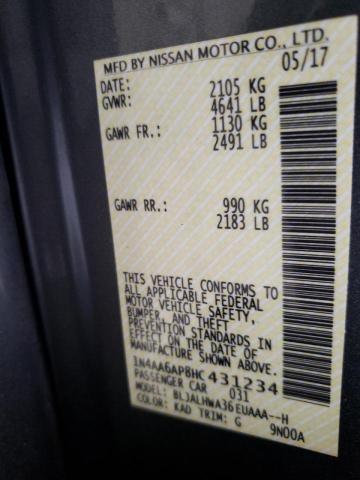 MFD BY NISSAN MOTOR CO., LTD.
DATE: 05/17
GVWR: 2105 KG
4641 LB
GAWR FR.: 1130 KG
2491 LB
GAWR RR.: 990 KG
2183 LB
THIS VEHICLE CONFORMS TO
ALL APPLICABLE FEDERAL
MOTOR VEHICLE SAFETY,
BUMPER, AND THEFT
PREVENTION STANDARDS
IN EFFECT ON THE DATE OF
MANUFACTURE SHOWN ABOVE.
1N4AA6AP8HC431234
PASSENGER CAR 031
MODEL: BLJALHWA36EUAAA--H
COLOR: KAD TRIM: G 9N00A